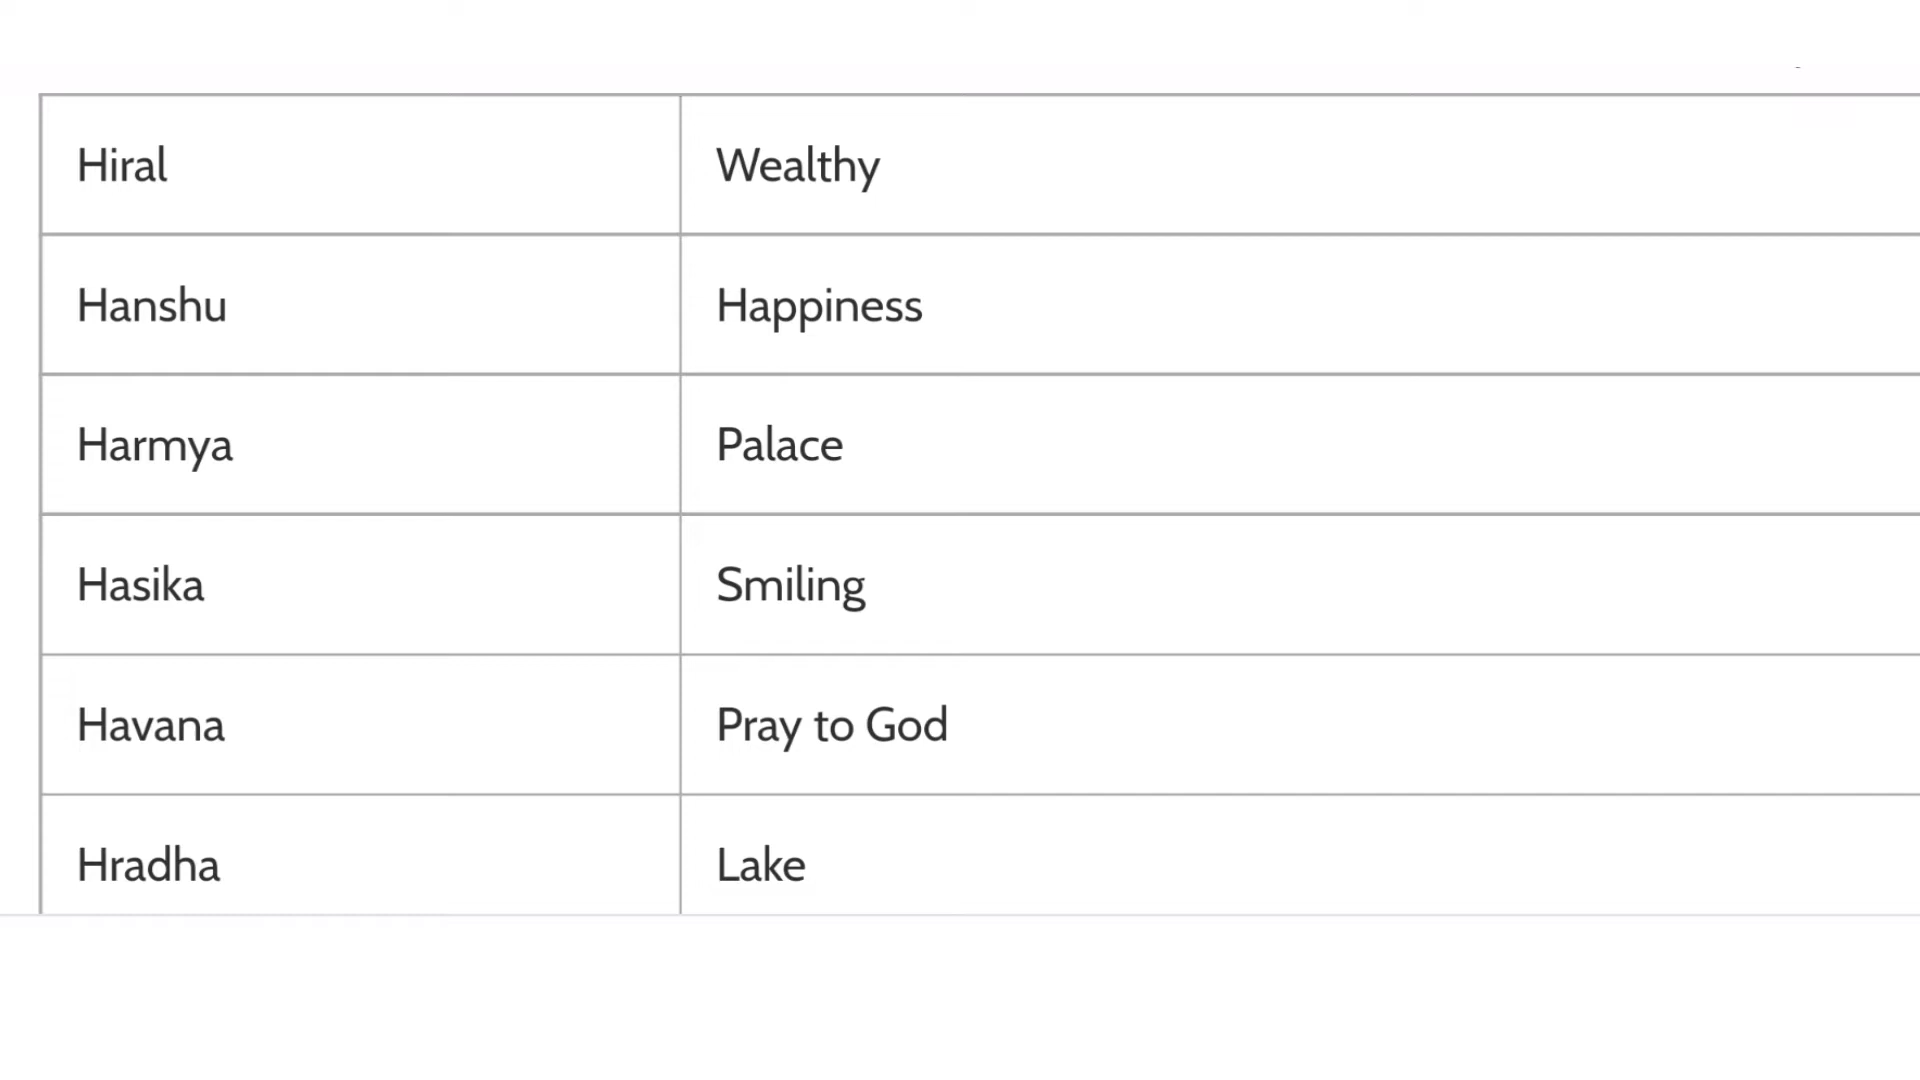 Hiral Wealthy
Hanshu Happiness
Harmya Palace
Hasika Smiling
Havana Pray to God
Hradha Lake